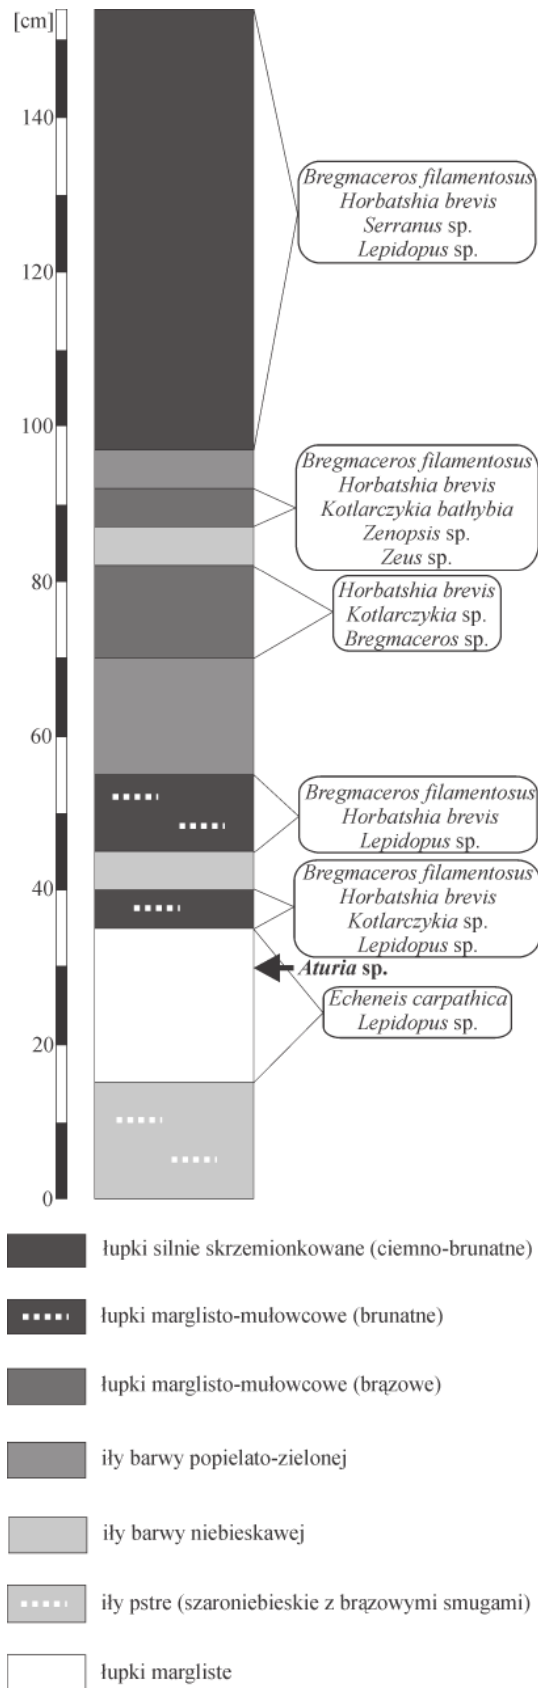 [cm]
140
Bregmaceros filamentosus
Horbatshia brevis
Serranus sp.
Lepidopus sp.
120
100
Bregmaceros filamentosus
Horbatshia brevis
Kotlarczykia bathybia
Zenopsis sp.
Zeus sp.
80
Horbatshia brevis
Kotlarczykia sp.
Bregmaceros sp.
60
Bregmaceros filamentosus
Horbatshia brevis
Lepidopus sp.
40
Bregmaceros filamentosus
Horbatshia brevis
Kotlarczykia sp.
Lepidopus sp.
Aturia sp.
Echeneis carpathica
Lepidopus sp.
20
0
łupki silnie skrzemionkowane (ciemno-brunatne)
łupki marglisto-mułowcowe (brunatne)
łupki marglisto-mułowcowe (brązowe)
iły barwy popielato-zielonej
iły barwy niebieskawej
iły pstre (szaroniebieskie z brązowymi smugami)
łupki margliste